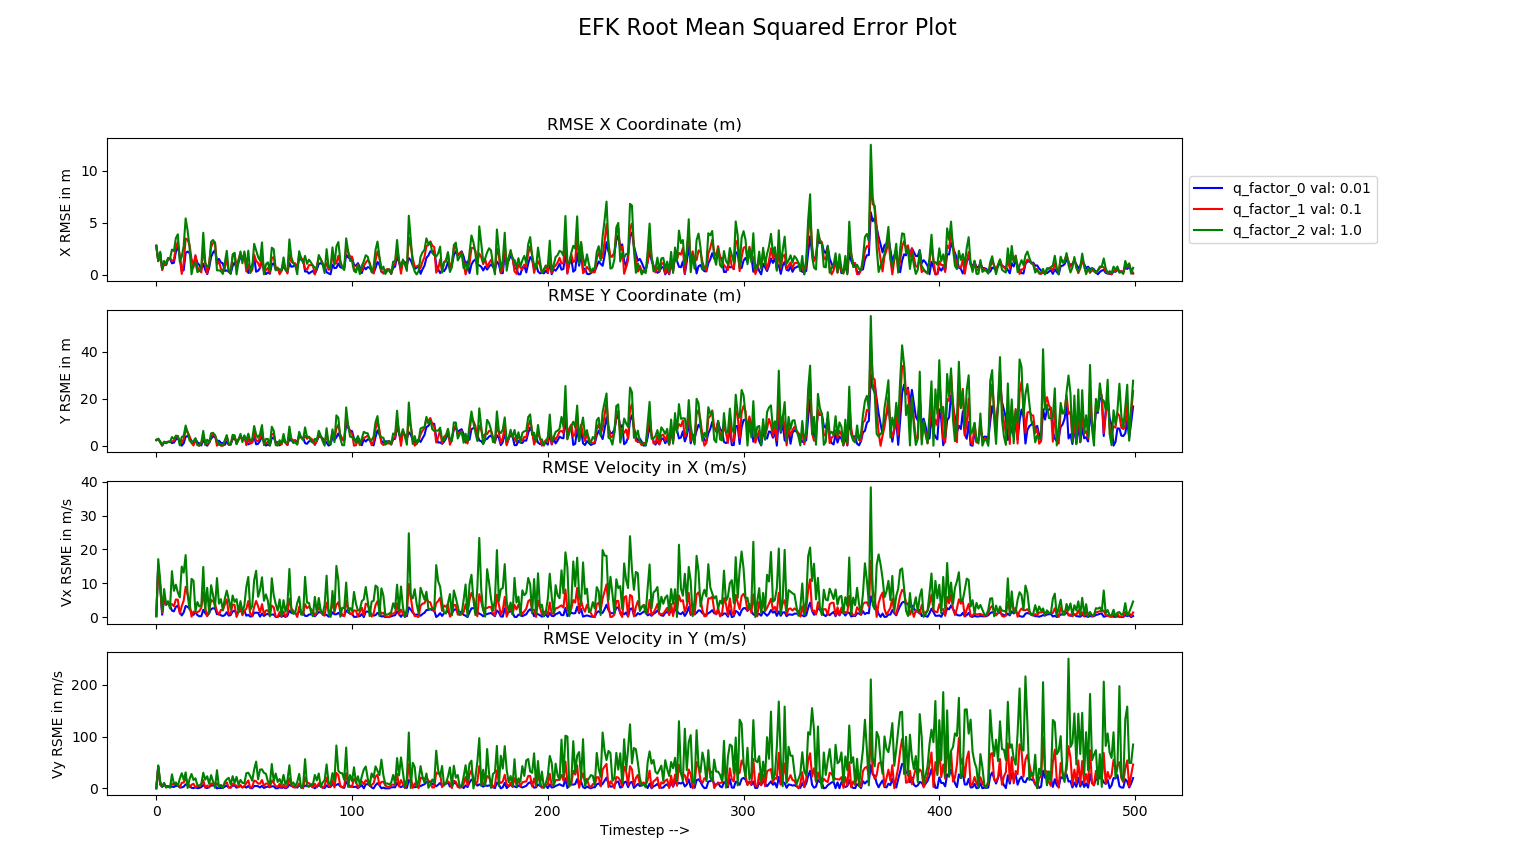 EFK Root Mean Squared Error Plot
RMSE X Coordinate (m)
X RMSE in m
10
5
0
q_factor_0 val: 0.01
q_factor_1 val: 0.1
q_factor_2 val: 1.0
RMSE Y Coordinate (m)
Y RSME in m
40
20
0
RMSE Velocity in X (m/s)
Vx RSME in m/s
40
30
20
10
0
RMSE Velocity in Y (m/s)
Vy RSME in m/s
200
100
0
0 100 200 300 400 500
Timestep -->